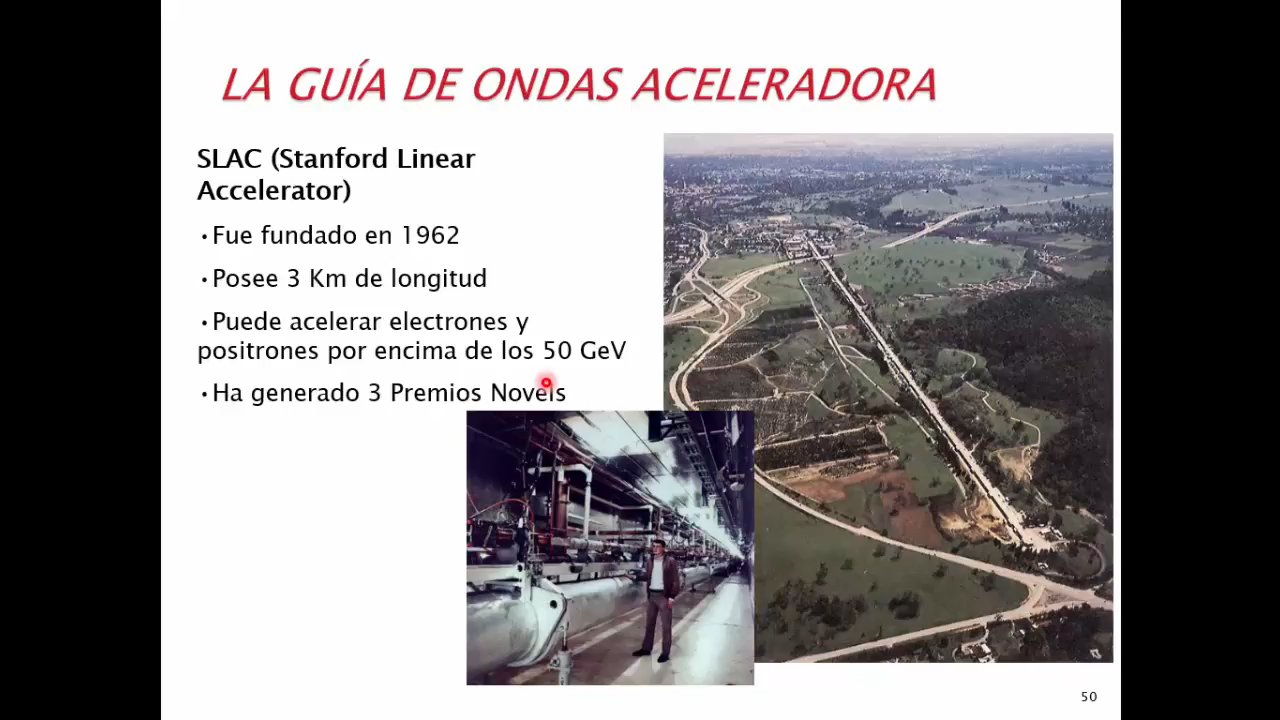 LA GUÍA DE ONDAS ACELERADORA
SLAC (Stanford Linear
Accelerator)
•Fue fundado en 1962
•Posee 3 Km de longitud
•Puede acelerar electrones y
positrones por encima de los 50 GeV
•Ha generado 3 Premios Novels
50